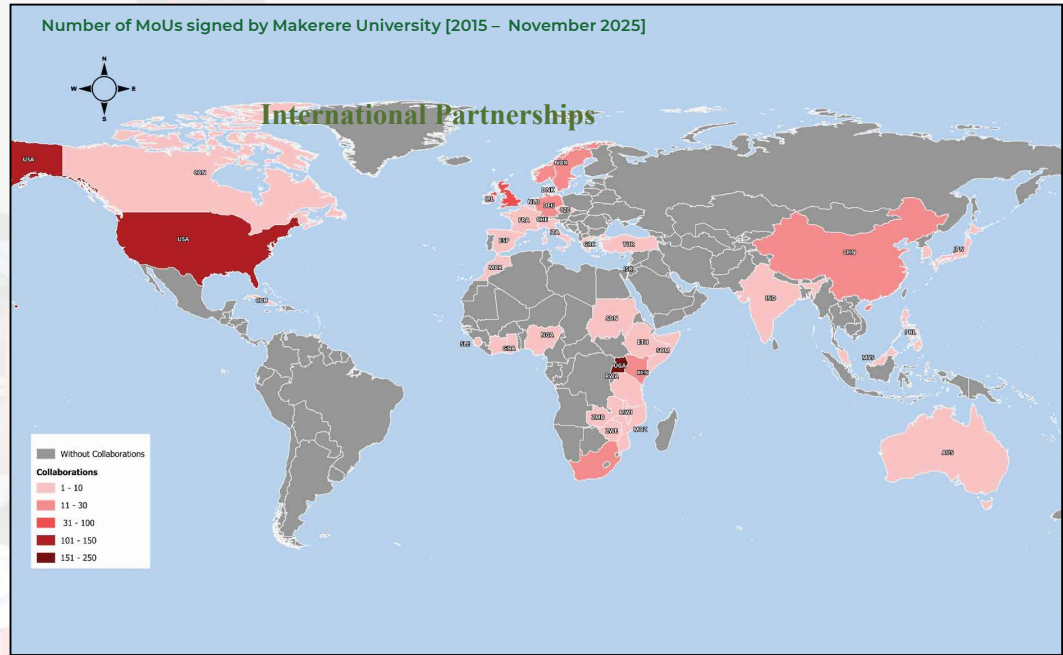 Number of MoUs signed by Makerere University [2015 – November 2025]
N
W E
S
International Partnerships
USA
CAN
USA
CUB
NOR
DNK
IRL
NLD
DEU
CZE
FRA
CHE
ITA
ESP
GRC
TUR
MAR
ISR
CHN
JPN
IND
PHL
MYS
SDN
SLE
GHA
NGA
ETH
SOM
UGA
KEN
RWA
ZMB
MWI
MOZ
ZWE
AUS
Without Collaborations
Collaborations
1 - 10
11 - 30
31 - 100
101 - 150
151 - 250